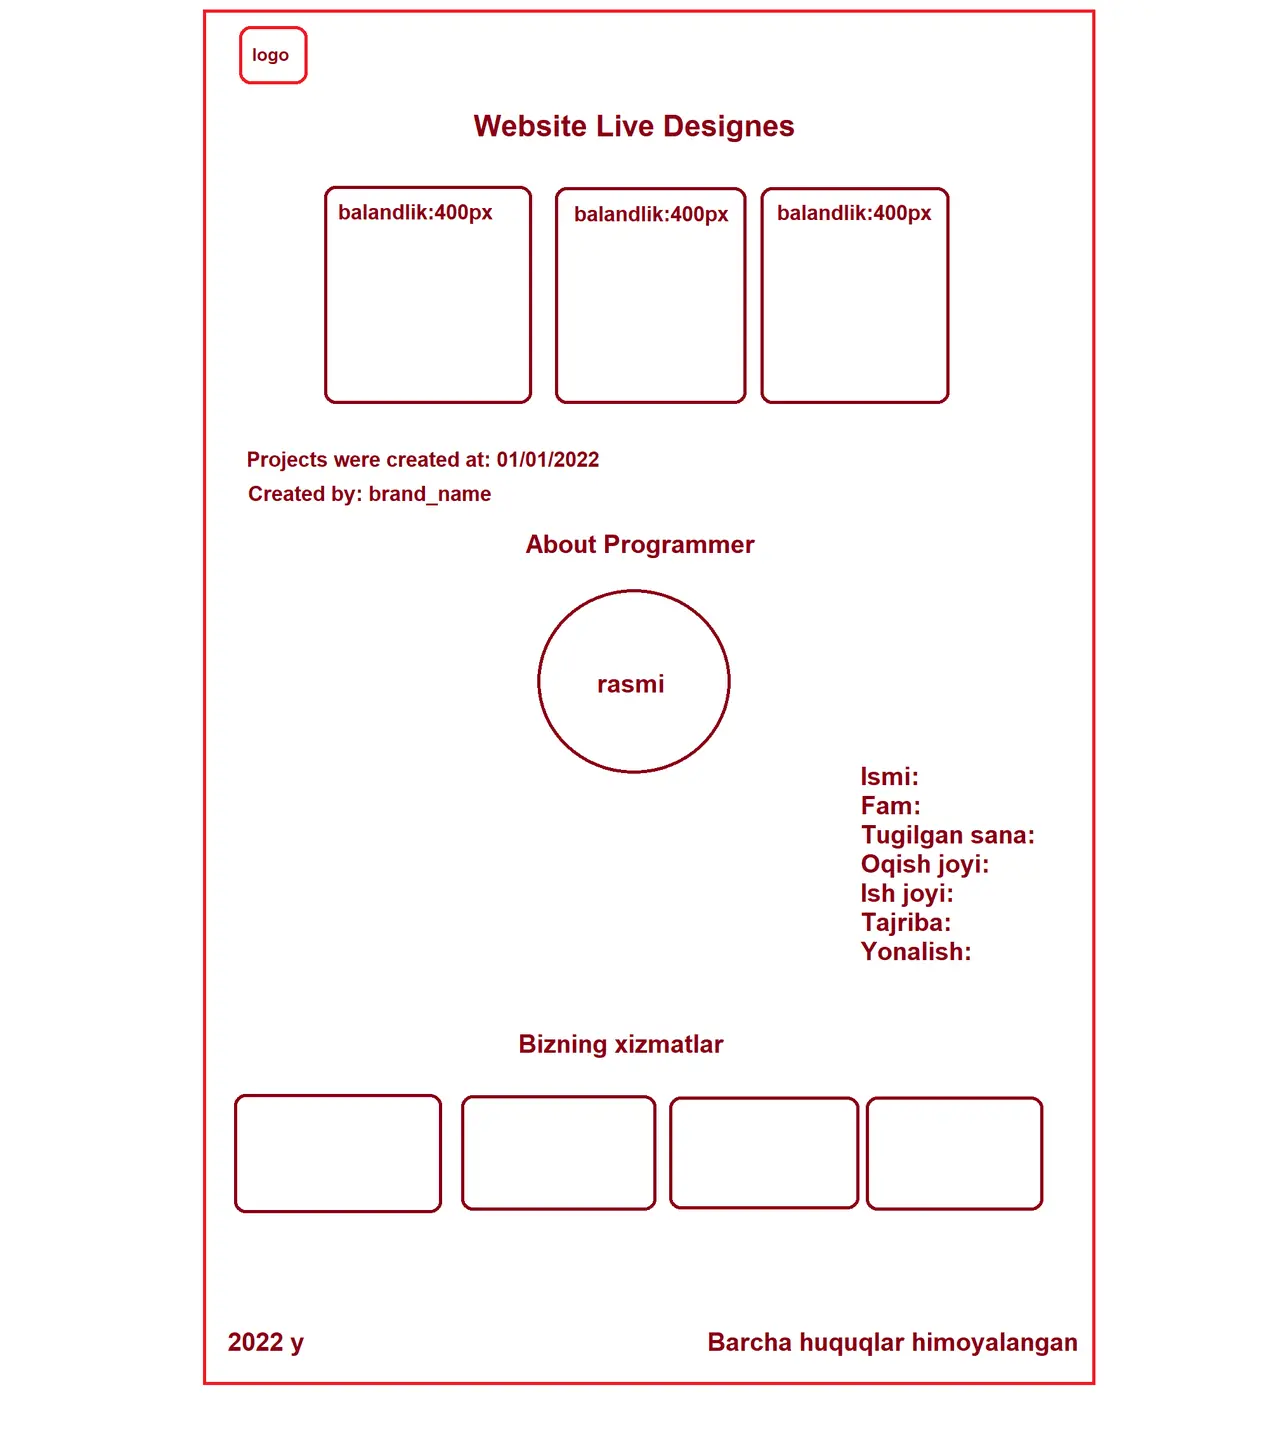 logo
Website Live Designes
balandlik:400px
balandlik:400px
balandlik:400px
Projects were created at: 01/01/2022
Created by: brand_name
About Programmer
rasmi
Ismi:
Fam:
Tugilgan sana:
Oqish joyi:
Ish joyi:
Tajriba:
Yonalish:
Bizning xizmatlar
2022 y
Barcha huquqlar himoyalangan